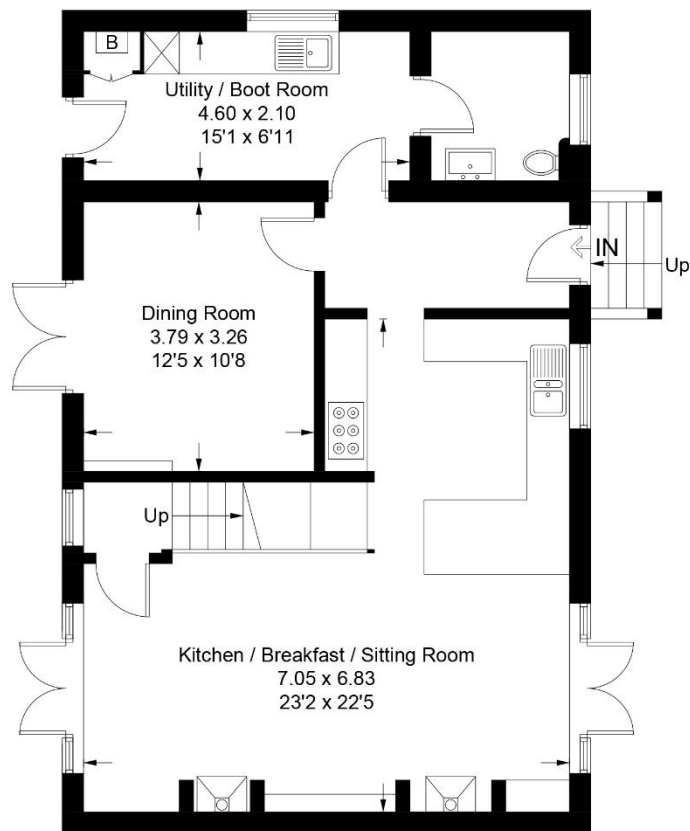 B
Utility / Boot Room
4.60 x 2.10
15'1 x 6'11
IN
Up
Dining Room
3.79 x 3.26
12'5 x 10'8
Up
Kitchen / Breakfast / Sitting Room
7.05 x 6.83
23'2 x 22'5